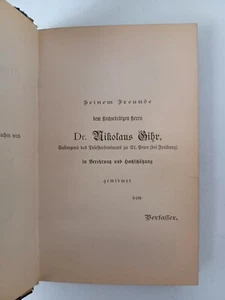 Seinem Freunde
dem hochwürdigen Herrn
Dr. Nikolaus Gihr,
Subregens des Priesterseminars zu St. Peter (bei Freiburg)
in Verehrung und Hochschätzung
gewidmet
vom
Verfasser.